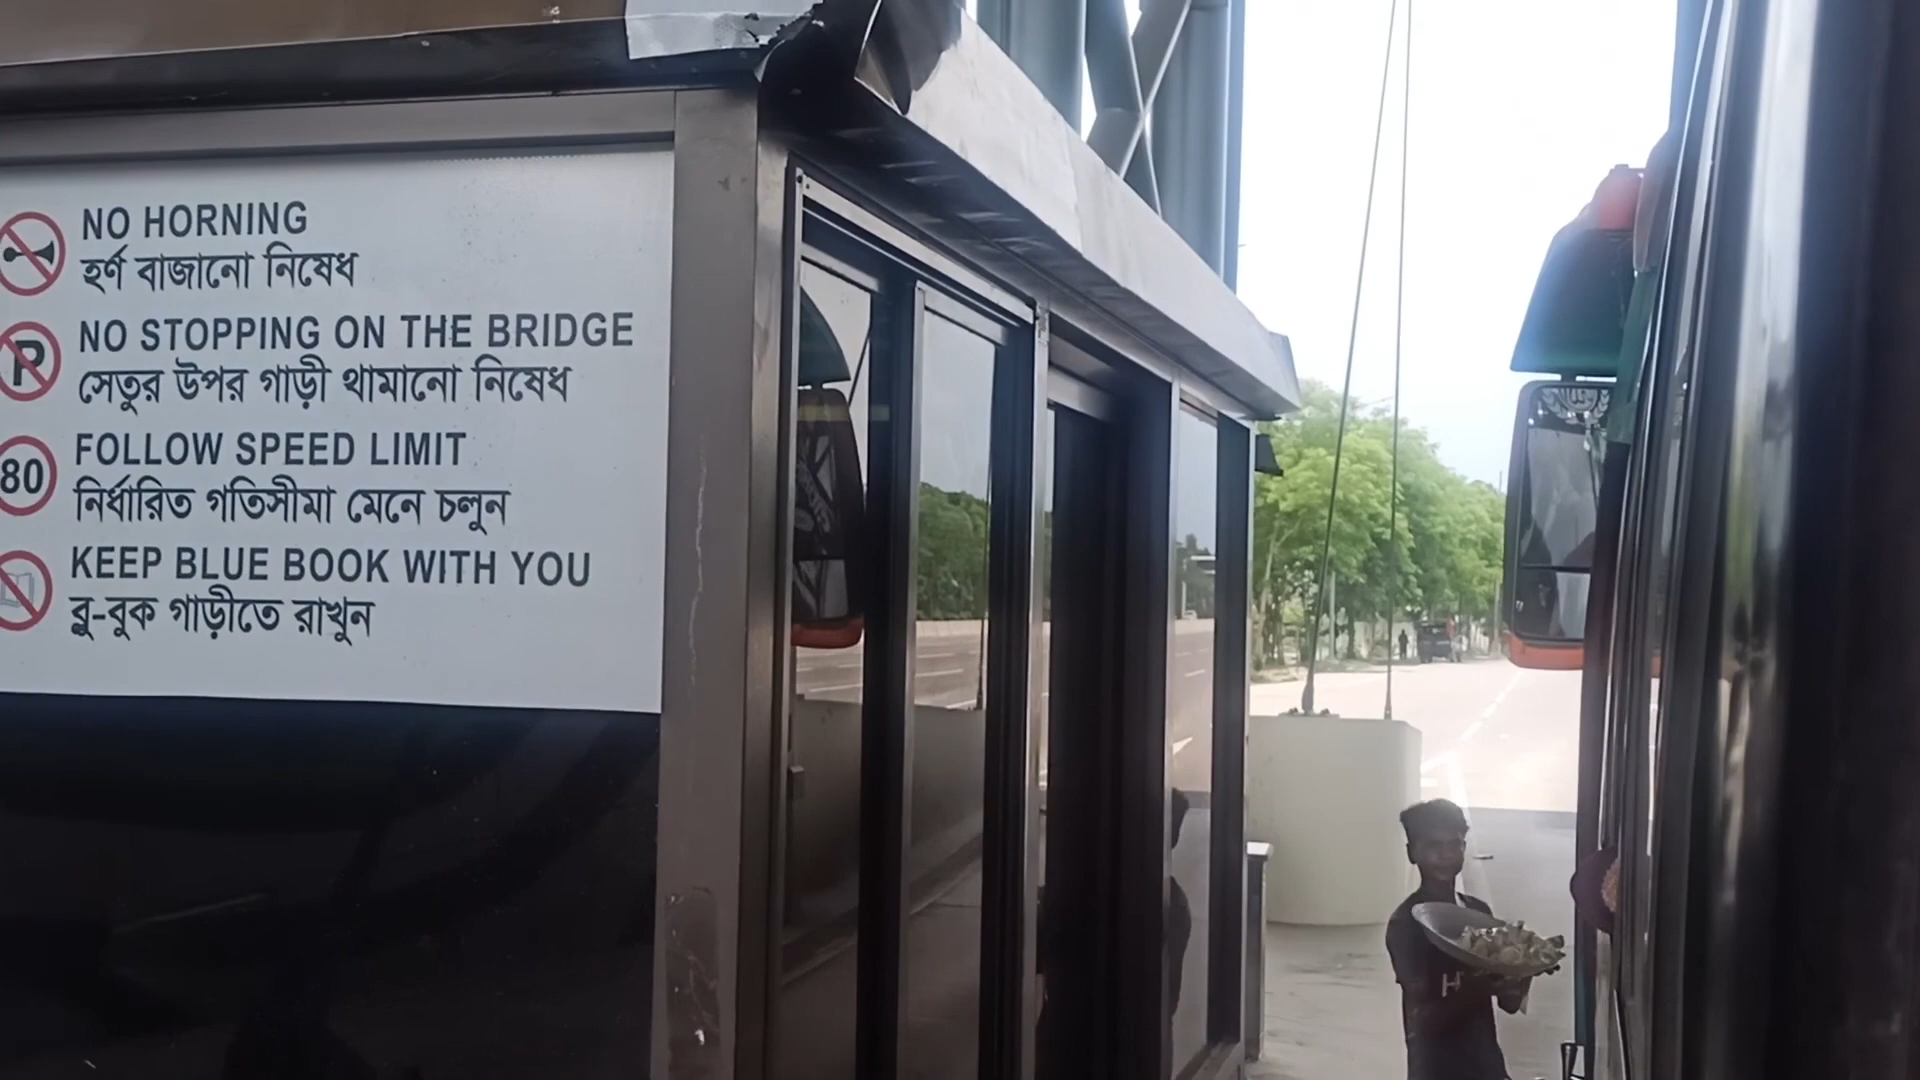 NO HORNING
হর্ণ বাজানো নিষেধ
P
NO STOPPING ON THE BRIDGE
সেতুর উপর গাড়ী থামানো নিষেধ
80
FOLLOW SPEED LIMIT
নির্ধারিত গতিসীমা মেনে চলুন
KEEP BLUE BOOK WITH YOU
ব্লু-বুক গাড়ীতে রাখুন
H